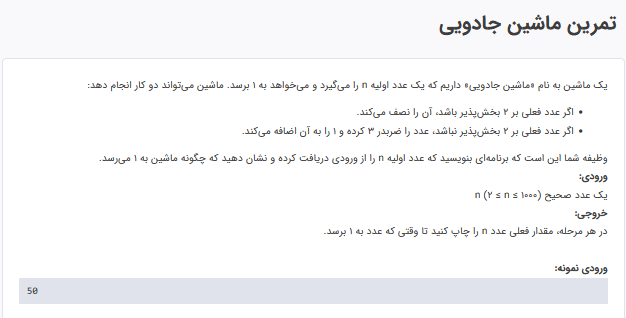 تمرین ماشین جادویی
یک ماشین به نام «ماشین جادویی» داریم که یک عدد اولیه n را می‌گیرد و می‌خواهد به ۱ برسد. ماشین می‌تواند دو کار انجام دهد:
• اگر عدد فعلی بر ۲ بخش‌پذیر باشد، آن را نصف می‌کند.
• اگر عدد فعلی بر ۲ بخش‌پذیر نباشد، عدد را ضربدر ۳ کرده و ۱ را به آن اضافه می‌کند.
وظیفه شما این است که برنامه‌ای بنویسید که عدد اولیه n را از ورودی دریافت کرده و نشان دهید که چگونه ماشین به ۱ می‌رسد.
ورودی:
یک عدد صحیح n (۲ ≤ n ≤ ۱۰۰۰)
خروجی:
در هر مرحله، مقدار فعلی عدد n را چاپ کنید تا وقتی که عدد به ۱ برسد.
ورودی نمونه:
50